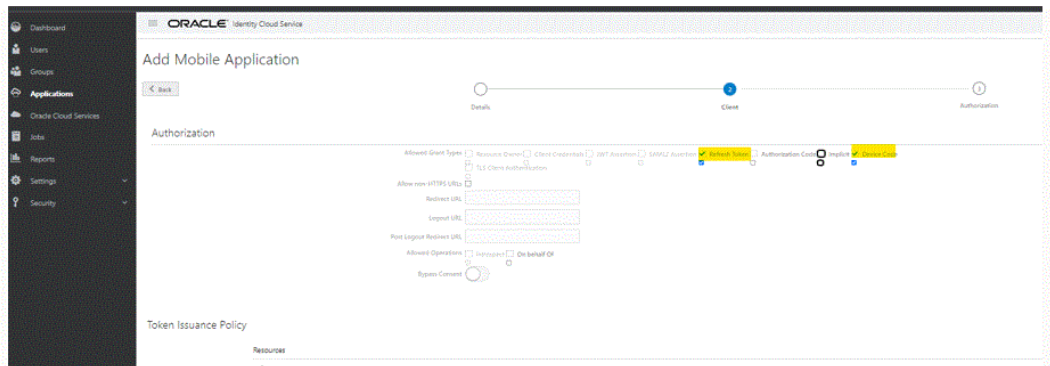 Dashboard
Users
Groups
Applications
Oracle Cloud Services
Jobs
Reports
Settings
Security
ORACLE Identity Cloud Service
Add Mobile Application
< Back
Details
2
Client
3
Authorization
Authorization
Allowed Grant Types Resource Owner Client Credentials JWT Assertion SAML2 Assertion Refresh Token Authorization Code Implicit Device Code
TLS Client Authentication
Allow non-HTTPS URLs
Redirect URL
Logout URL
Post Logout Redirect URL
Allowed Operations Introspect On behalf Of
Bypass Consent
Token Issuance Policy
Resources